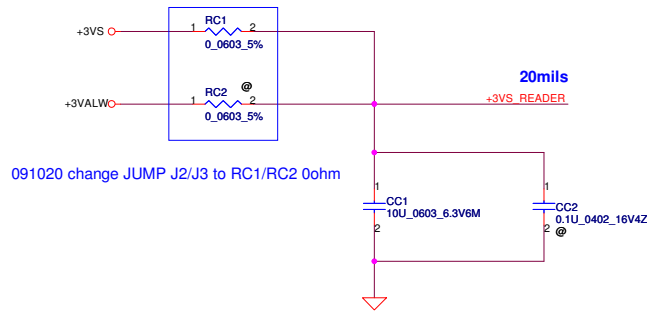 RC1
+3VS
1
2
0_0603_5%
20mils
@
RC2
+3VALW
1
2
+3VS_READER
0_0603_5%
091020 change JUMP J2/J3 to RC1/RC2 0ohm
1
1
CC1
CC2
10U_0603_6.3V6M
0.1U_0402_16V4Z
2
2
@